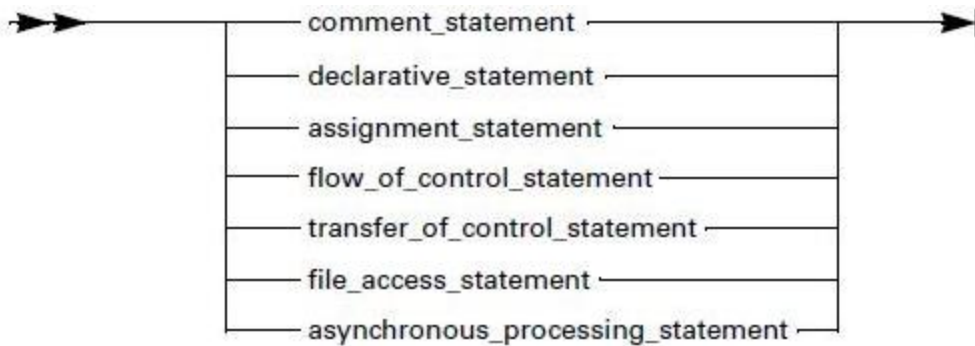 comment_statement
declarative_statement
assignment_statement
flow_of_control_statement
transfer_of_control_statement
file_access_statement
asynchronous_processing_statement